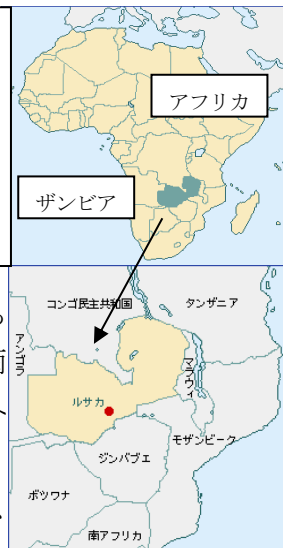 アフリカ
ザンビア
コンゴ民主共和国
タンザニア
アンゴラ
マラウイ
ルサカ
モザンビーク
ジンバブエ
ボツワナ
南アフリカ